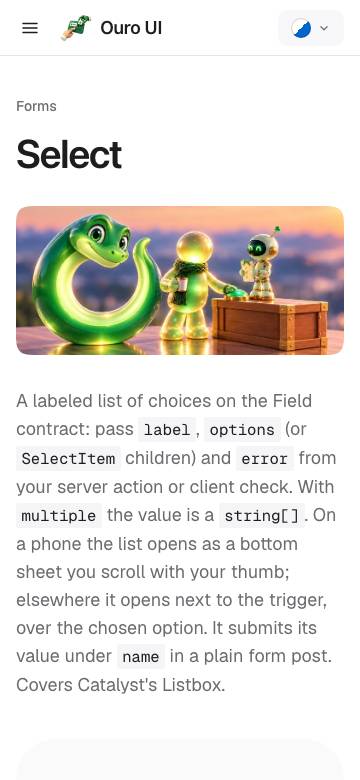 Ouro UI
Forms
Select
A labeled list of choices on the Field
contract: pass label, options (or
SelectItem children) and error from
your server action or client check. With
multiple the value is a string[]. On
a phone the list opens as a bottom
sheet you scroll with your thumb;
elsewhere it opens next to the trigger,
over the chosen option. It submits its
value under name in a plain form post.
Covers Catalyst's Listbox.